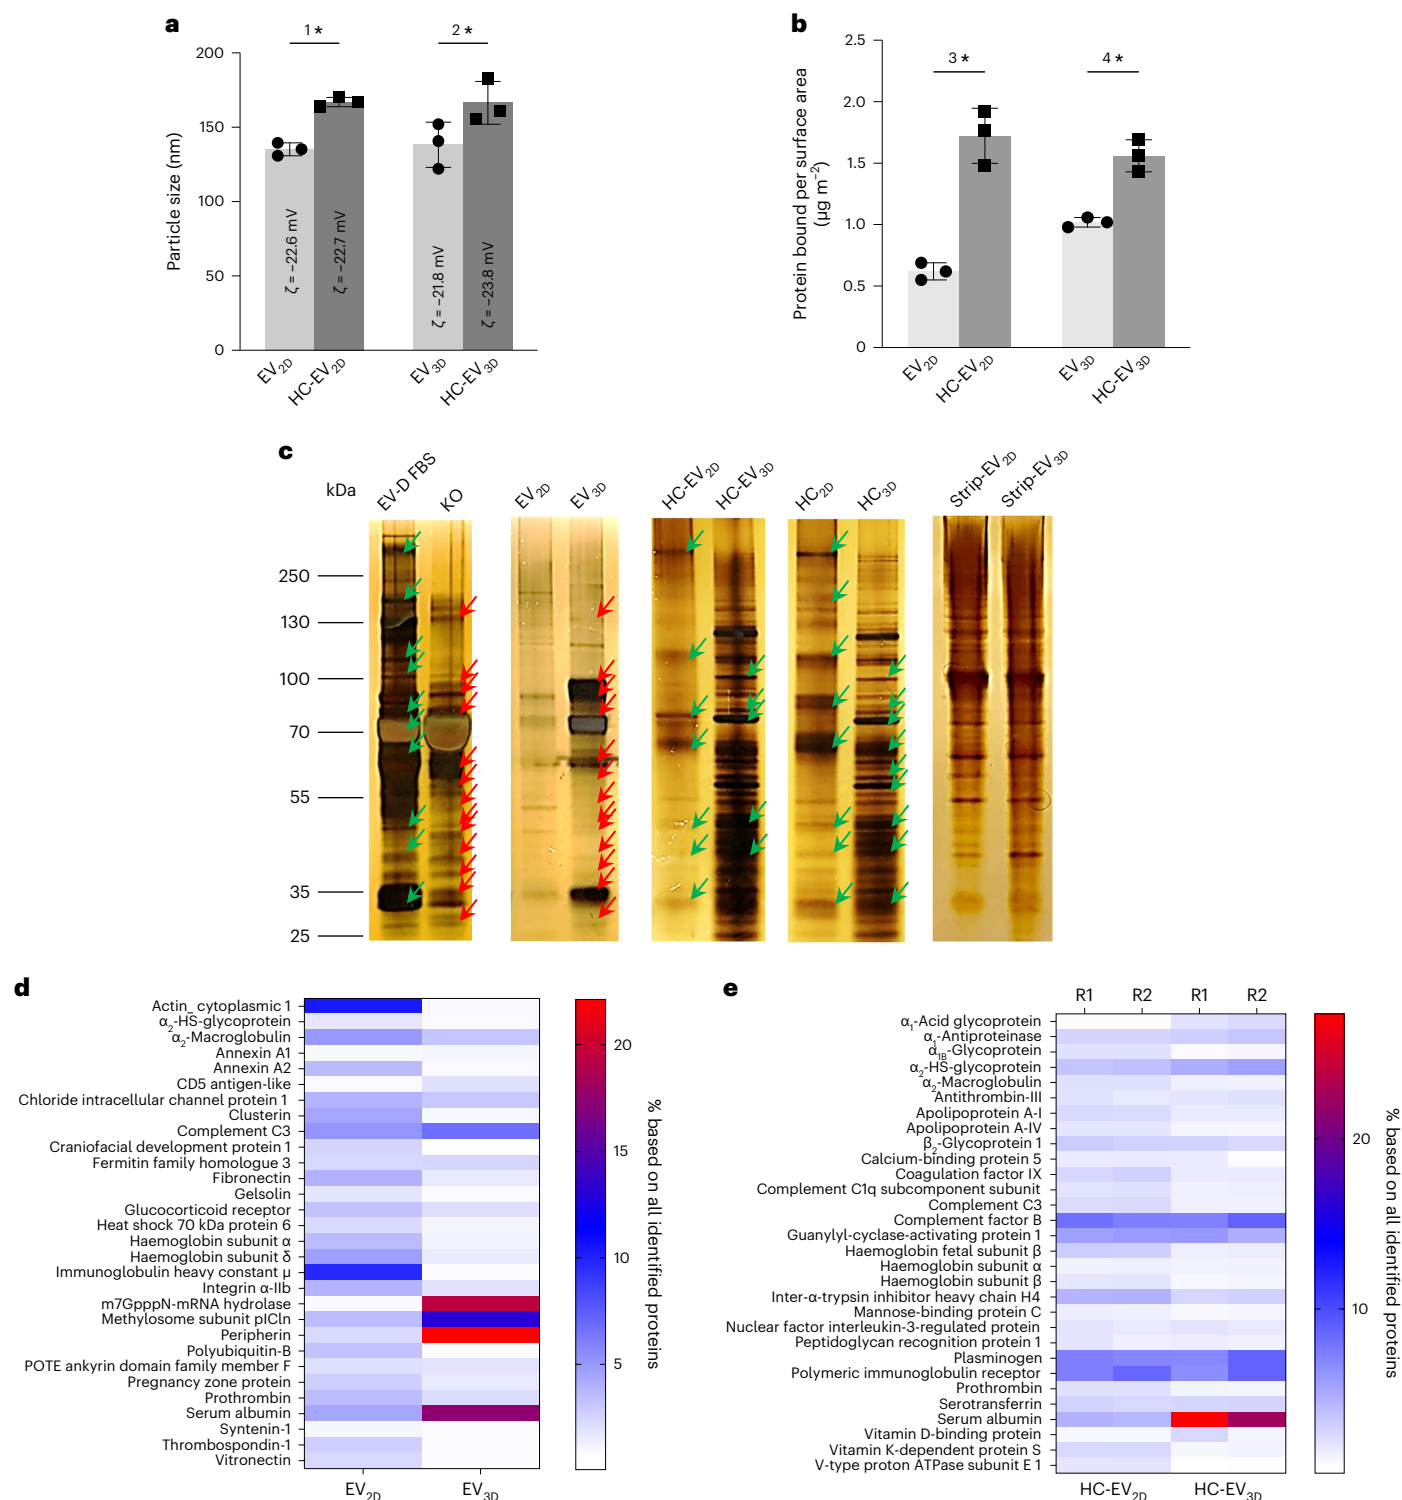 a
1 *
2 *
200
150
100
50
0
Particle size (nm)
ζ = −22.6 mV
ζ = −22.7 mV
ζ = −21.8 mV
ζ = −23.8 mV
EV2D
HC-EV2D
EV3D
HC-EV3D
b
3 *
4 *
2.5
2.0
1.5
1.0
0.5
0
Protein bound per surface area
(μg m−2)
EV2D
HC-EV2D
EV3D
HC-EV3D
c
kDa
EV-D FBS
KO
EV2D
EV3D
HC-EV2D
HC-EV3D
HC2D
HC3D
Strip-EV2D
Strip-EV3D
250
130
100
70
55
35
25
d
Actin_ cytoplasmic 1
α2-HS-glycoprotein
α2-Macroglobulin
Annexin A1
Annexin A2
CD5 antigen-like
Chloride intracellular channel protein 1
Clusterin
Complement C3
Craniofacial development protein 1
Fermitin family homologue 3
Fibronectin
Gelsolin
Glucocorticoid receptor
Heat shock 70 kDa protein 6
Haemoglobin subunit α
Haemoglobin subunit δ
Immunoglobulin heavy constant μ
Integrin α-IIb
m7GpppN-mRNA hydrolase
Methylosome subunit pICln
Peripherin
Polyubiquitin-B
POTE ankyrin domain family member F
Pregnancy zone protein
Prothrombin
Serum albumin
Syntenin-1
Thrombospondin-1
Vitronectin
EV2D
EV3D
20
15
10
5
% based on all identified proteins
e
R1 R2 R1 R2
α1-Acid glycoprotein
α1-Antiproteinase
α1B-Glycoprotein
α2-HS-glycoprotein
α2-Macroglobulin
Antithrombin-III
Apolipoprotein A-I
Apolipoprotein A-IV
β2-Glycoprotein 1
Calcium-binding protein 5
Coagulation factor IX
Complement C1q subcomponent subunit
Complement C3
Complement factor B
Guanylyl-cyclase-activating protein 1
Haemoglobin fetal subunit β
Haemoglobin subunit α
Haemoglobin subunit β
Inter-α-trypsin inhibitor heavy chain H4
Mannose-binding protein C
Nuclear factor interleukin-3-regulated protein
Peptidoglycan recognition protein 1
Plasminogen
Polymeric immunoglobulin receptor
Prothrombin
Serotransferrin
Serum albumin
Vitamin D-binding protein
Vitamin K-dependent protein S
V-type proton ATPase subunit E 1
HC-EV2D
HC-EV3D
20
10
% based on all identified proteins